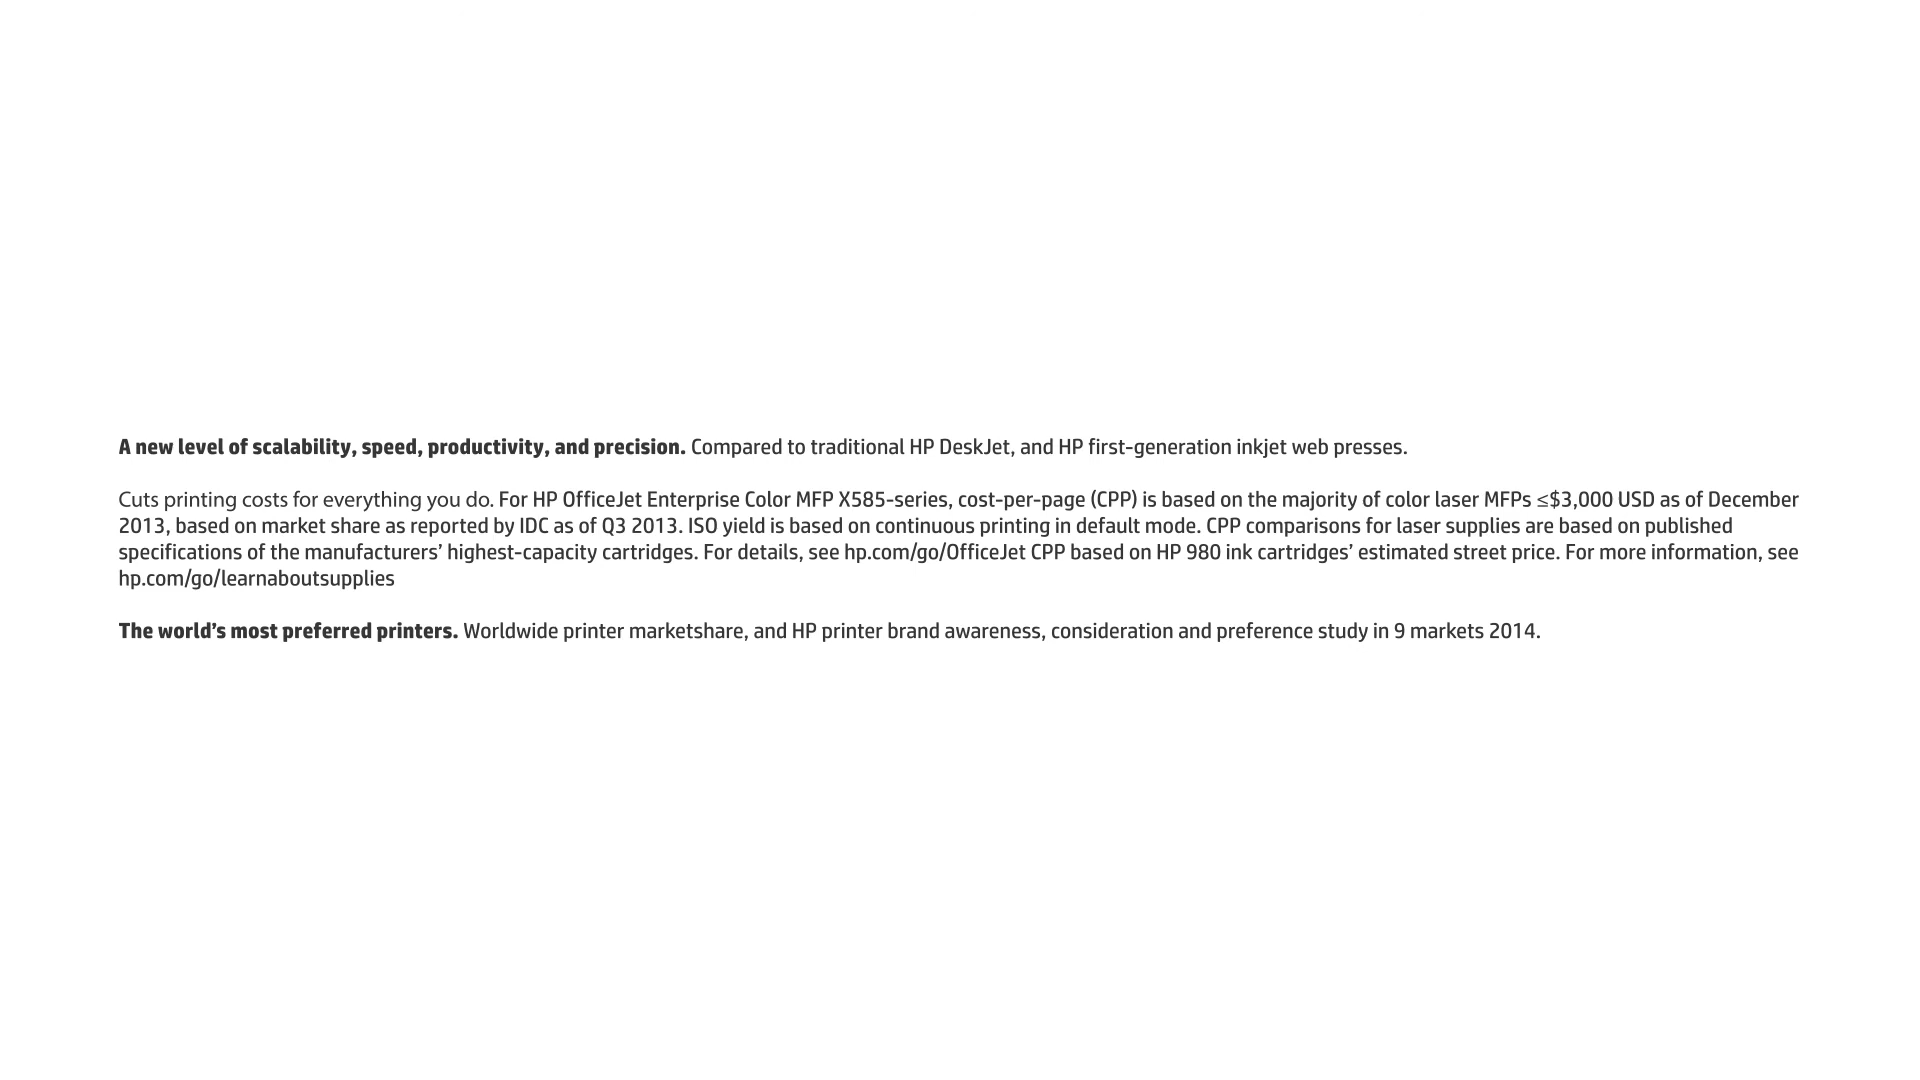 A new level of scalability, speed, productivity, and precision. Compared to traditional HP DeskJet, and HP first-generation inkjet web presses.
Cuts printing costs for everything you do. For HP OfficeJet Enterprise Color MFP X585-series, cost-per-page (CPP) is based on the majority of color laser MFPs ≤$3,000 USD as of December
2013, based on market share as reported by IDC as of Q3 2013. ISO yield is based on continuous printing in default mode. CPP comparisons for laser supplies are based on published
specifications of the manufacturers’ highest-capacity cartridges. For details, see hp.com/go/OfficeJet CPP based on HP 980 ink cartridges’ estimated street price. For more information, see
hp.com/go/learnaboutsupplies
The world’s most preferred printers. Worldwide printer marketshare, and HP printer brand awareness, consideration and preference study in 9 markets 2014.